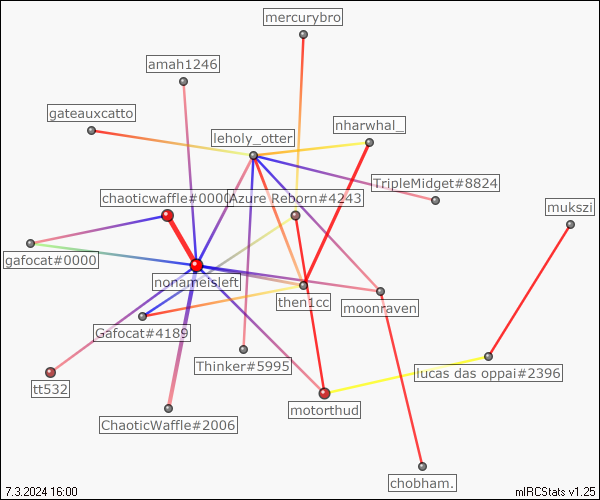 mercurybro
amah1246
gateauxcatto
nharwhal_
leholy_otter
TripleMidget#8824
chaoticwaffle#0000
Azure Reborn#4243
mukszi
gafocat#0000
nonameisleft
then1cc
moonraven
Gafocat#4189
Thinker#5995
lucas das oppai#2396
tt532
motorthud
ChaoticWaffle#2006
chobham.
7.3.2024 16:00
mIRCStats v1.25